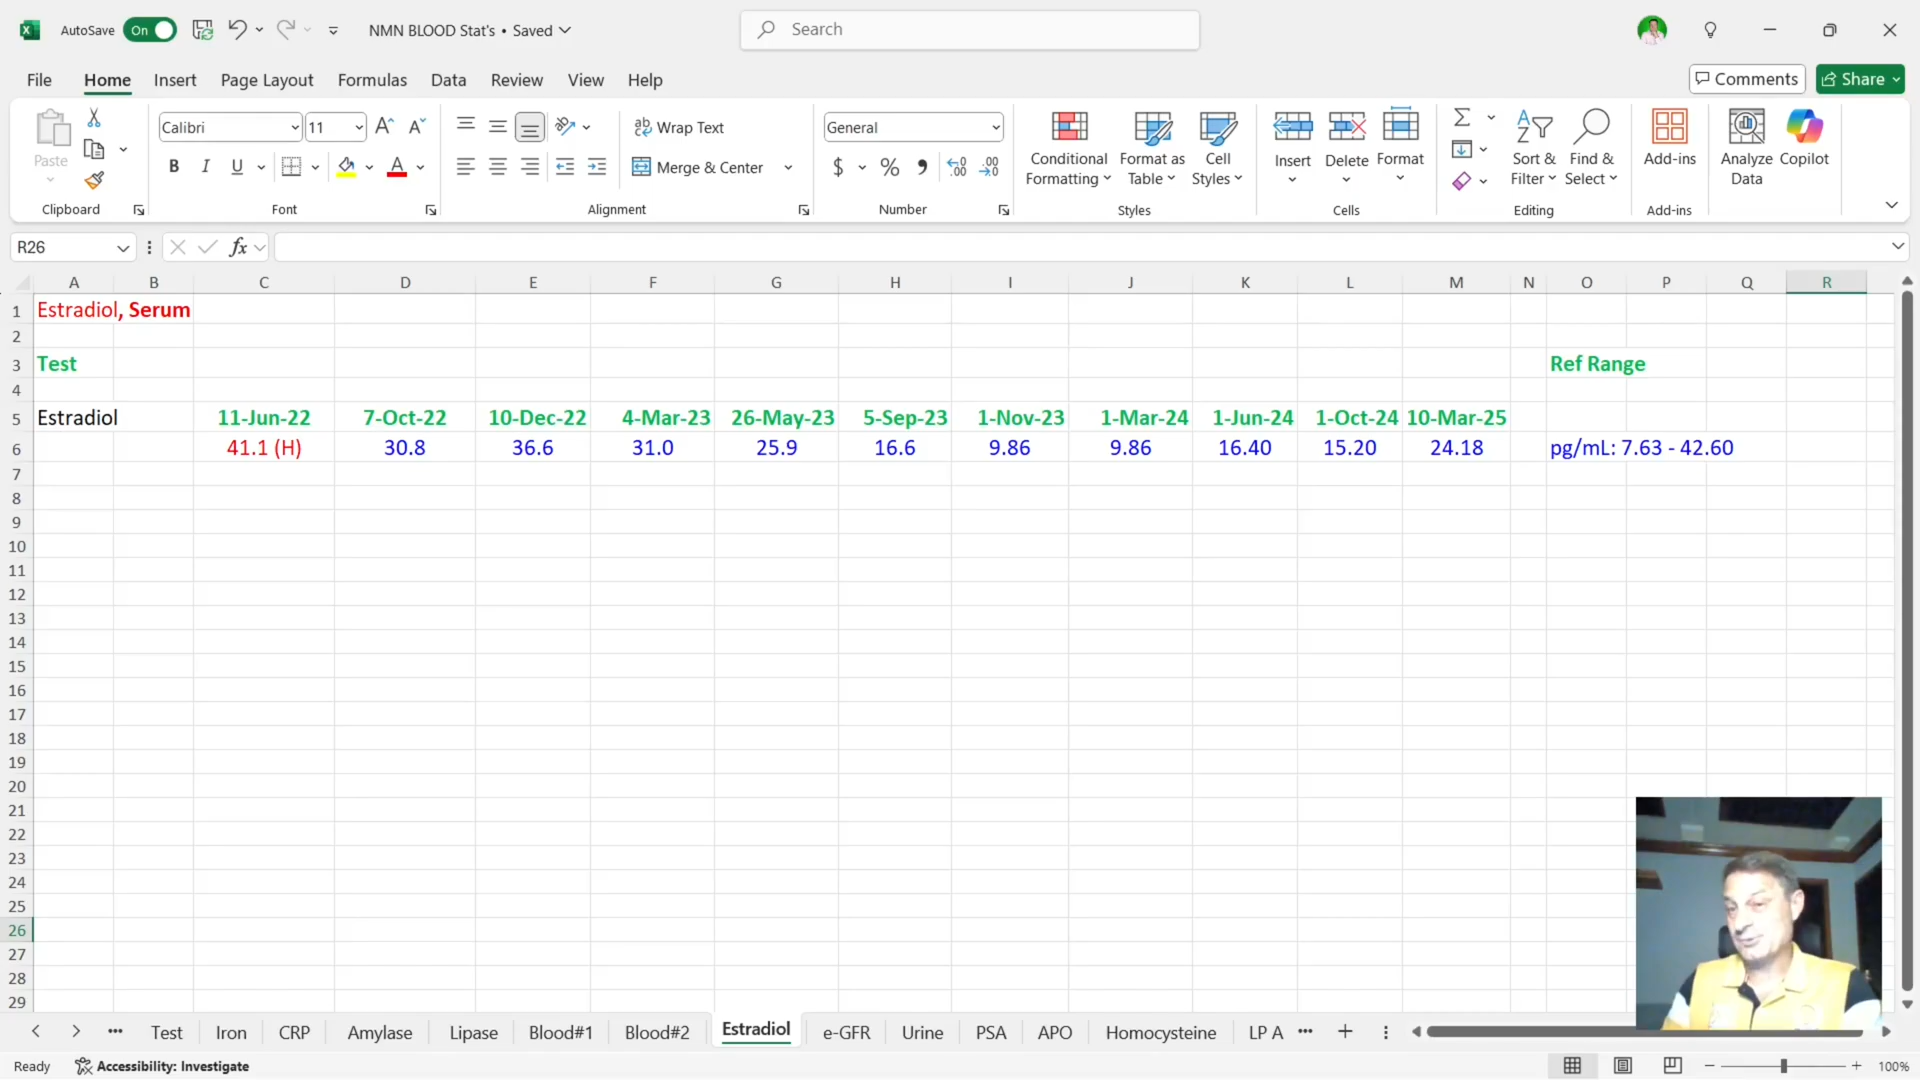 AutoSave On NMN BLOOD Stat's • Saved Search
File Home Insert Page Layout Formulas Data Review View Help Comments Share
Paste Calibri 11 Wrap Text General Conditional Formatting Format as Table Cell Styles Insert Delete Format Sort & Filter Find & Select Add-ins Analyze Data Copilot
B I U A Merge & Center $ % 9
Clipboard Font Alignment Number Styles Cells Editing Add-ins
R26 fx
A B C D E F G H I J K L M N O P Q R
1 Estradiol, Serum
2
3 Test Ref Range
4
5 Estradiol 11-Jun-22 7-Oct-22 10-Dec-22 4-Mar-23 26-May-23 5-Sep-23 1-Nov-23 1-Mar-24 1-Jun-24 1-Oct-24 10-Mar-25
6 41.1 (H) 30.8 36.6 31.0 25.9 16.6 9.86 9.86 16.40 15.20 24.18 pg/mL: 7.63 - 42.60
7
8
9
10
11
12
13
14
15
16
17
18
19
20
21
22
23
24
25
26
27
28
29
Test Iron CRP Amylase Lipase Blood#1 Blood#2 Estradiol e-GFR Urine PSA APO Homocysteine LP A
Ready Accessibility: Investigate 100%